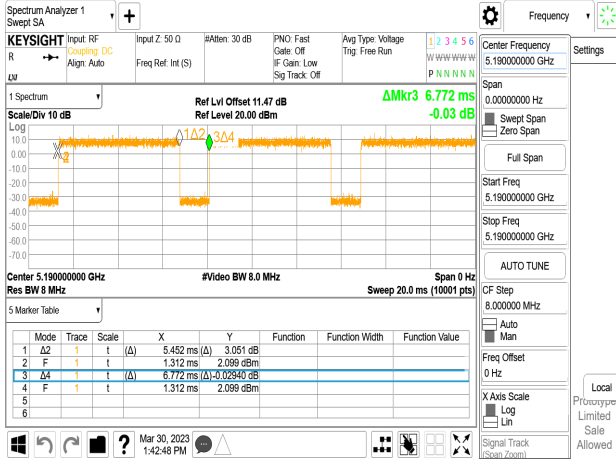 Spectrum Analyzer 1
Swept SA
Frequency
KEYSIGHT
R
LXI
Input: RF
Coupling: DC
Align: Auto
Input Z: 50 Ω
Freq Ref: Int (S)
#Atten: 30 dB
PNO: Fast
Gate: Off
IF Gain: Low
Sig Track: Off
Avg Type: Voltage
Trig: Free Run
1 2 3 4 5 6
W W W W W W
P N N N N N
Center Frequency
5.190000000 GHz
Settings
Span
0.00000000 Hz
Swept Span
Zero Span
Full Span
Start Freq
5.190000000 GHz
Stop Freq
5.190000000 GHz
AUTO TUNE
CF Step
8.000000 MHz
Auto
Man
Freq Offset
0 Hz
X Axis Scale
Log
Lin
Signal Track
(Span Zoom)
Local
Prototype
Limited
Sale
Allowed
1 Spectrum
Scale/Div 10 dB
Ref Lvl Offset 11.47 dB
Ref Level 20.00 dBm
ΔMkr3 6.772 ms
-0.03 dB
Log
10.0
0.00
-10.0
-20.0
-30.0
-40.0
-50.0
-60.0
-70.0
1Δ2
3Δ4
Center 5.190000000 GHz
Res BW 8 MHz
#Video BW 8.0 MHz
Span 0 Hz
Sweep 20.0 ms (10001 pts)
5 Marker Table
Mode Trace Scale X Y Function Function Width Function Value
1 Δ2 1 t (Δ) 5.452 ms (Δ) 3.051 dB
2 F 1 t 1.312 ms 2.099 dBm
3 Δ4 1 t (Δ) 6.772 ms (Δ) -0.02940 dB
4 F 1 t 1.312 ms 2.099 dBm
5
6
?
Mar 30, 2023
1:42:48 PM